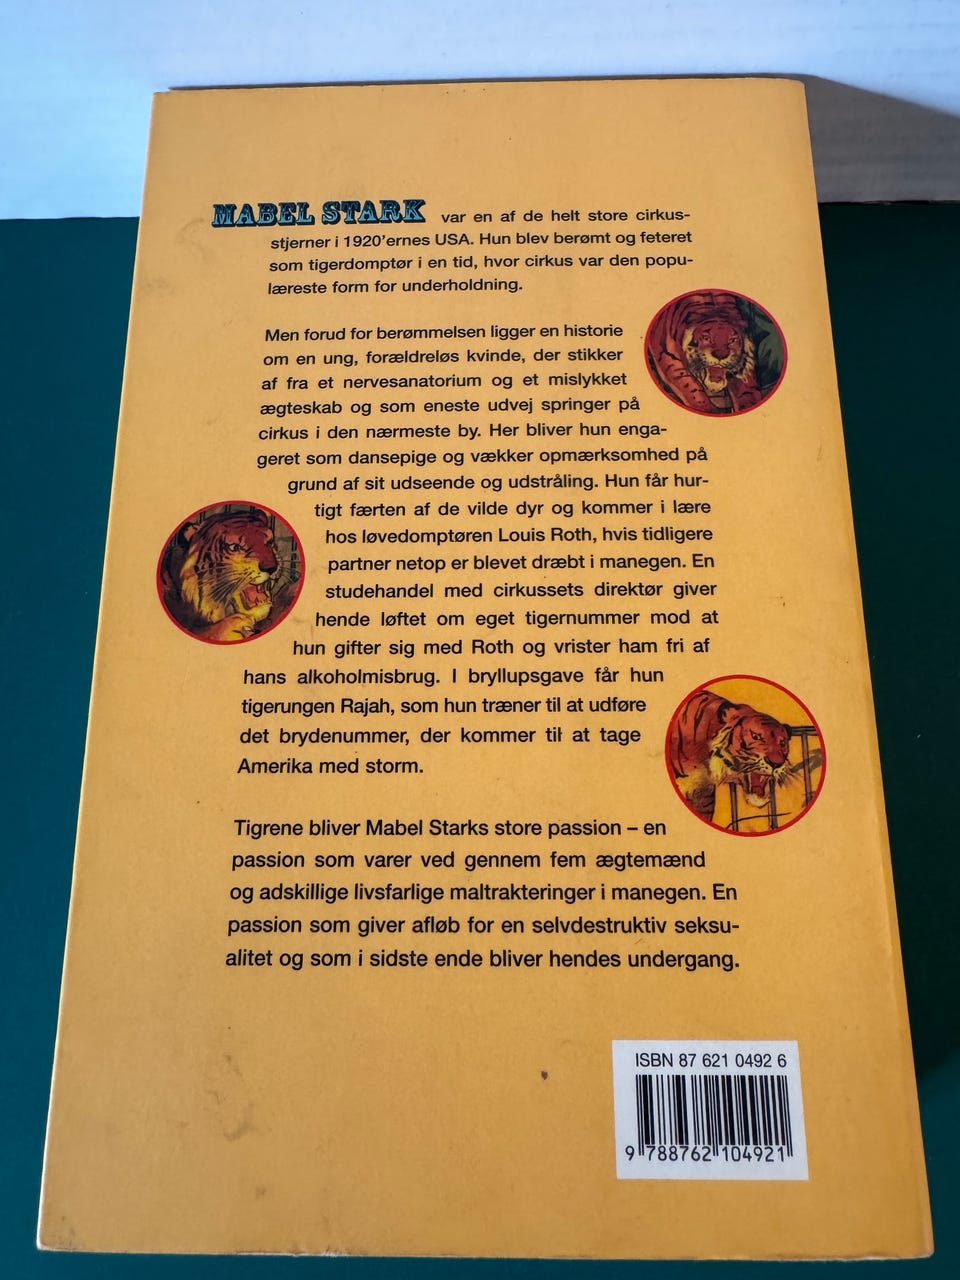 MABEL STARK var en af de helt store cirkus-
stjerner i 1920'ernes USA. Hun blev berømt og feteret
som tigerdomptør i en tid, hvor cirkus var den popu-
læreste form for underholdning.
Men forud for berømmelsen ligger en historie
om en ung, forældreløs kvinde, der stikker
af fra et nervesanatorium og et mislykket
ægteskab og som eneste udvej springer på
cirkus i den nærmeste by. Her bliver hun enga-
geret som dansepige og vækker opmærksomhed på
grund af sit udseende og udstråling. Hun får hur-
tigt færten af de vilde dyr og kommer i lære
hos løvedomptøren Louis Roth, hvis tidligere
partner netop er blevet dræbt i manegen. En
studehandel med cirkussets direktør giver
hende løftet om eget tigernummer mod at
hun gifter sig med Roth og vrister ham fri af
hans alkoholmisbrug. I bryllupsgave får hun
tigerungen Rajah, som hun træner til at udføre
det brydenummer, der kommer til at tage
Amerika med storm.
Tigrene bliver Mabel Starks store passion – en
passion som varer ved gennem fem ægtemænd
og adskillige livsfarlige maltrakteringer i manegen. En
passion som giver afløb for en selvdestruktiv seksu-
alitet og som i sidste ende bliver hendes undergang.
ISBN 87 621 0492 6
9 788762 104921